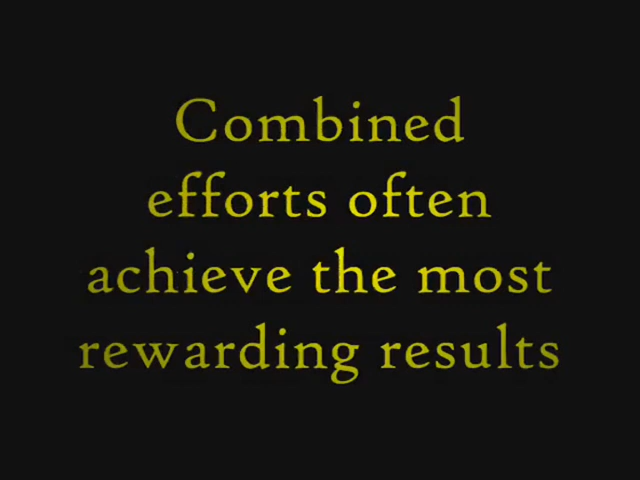 Combined
efforts often
achieve the most
rewarding results